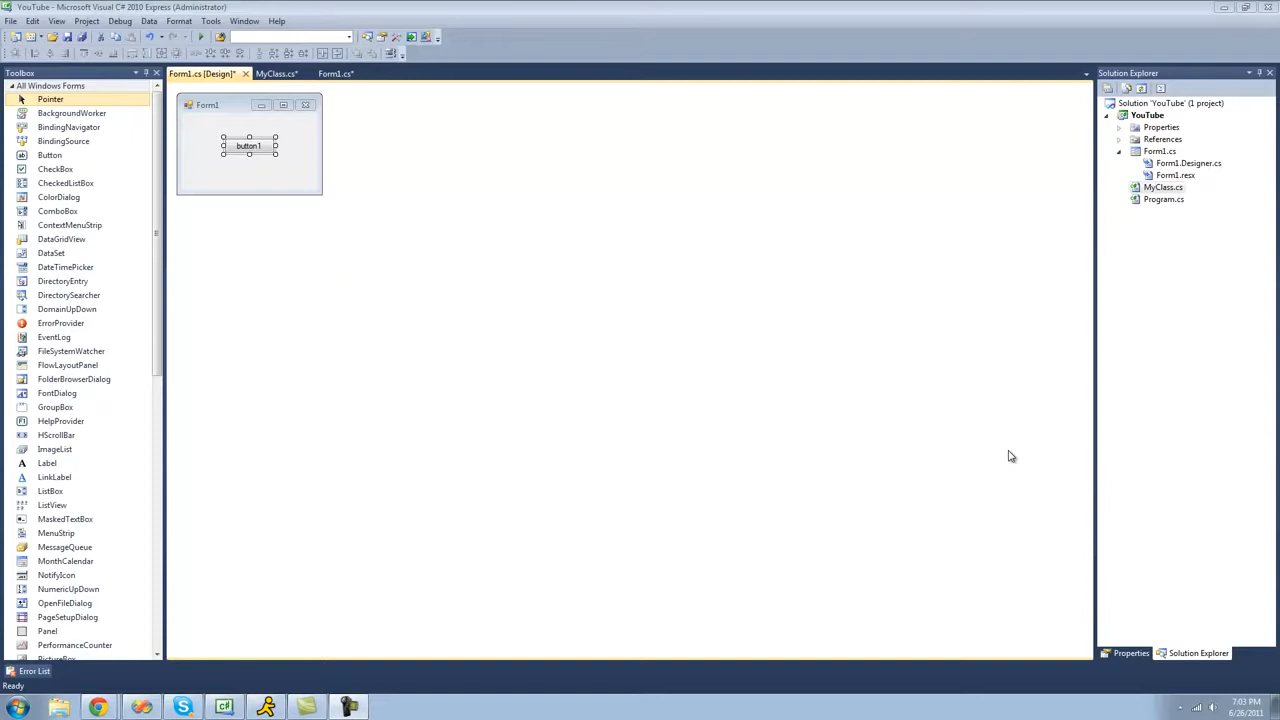 YouTube - Microsoft Visual C# 2010 Express (Administrator)
File Edit View Project Debug Data Format Tools Window Help
Toolbox
Form1.cs [Design]* MyClass.cs* Form1.cs*
Solution Explorer
All Windows Forms
Pointer
BackgroundWorker
BindingNavigator
BindingSource
Button
CheckBox
CheckedListBox
ColorDialog
ComboBox
ContextMenuStrip
DataGridView
DataSet
DateTimePicker
DirectoryEntry
DirectorySearcher
DomainUpDown
ErrorProvider
EventLog
FileSystemWatcher
FlowLayoutPanel
FolderBrowserDialog
FontDialog
GroupBox
HelpProvider
HScrollBar
ImageList
Label
LinkLabel
ListBox
ListView
MaskedTextBox
MenuStrip
MessageQueue
MonthCalendar
NotifyIcon
NumericUpDown
OpenFileDialog
PageSetupDialog
Panel
PerformanceCounter
PictureBox
Form1
button1
Solution 'YouTube' (1 project)
YouTube
Properties
References
Form1.cs
Form1.Designer.cs
Form1.resx
MyClass.cs
Program.cs
Properties Solution Explorer
Error List
Ready
7:03 PM
6/26/2011